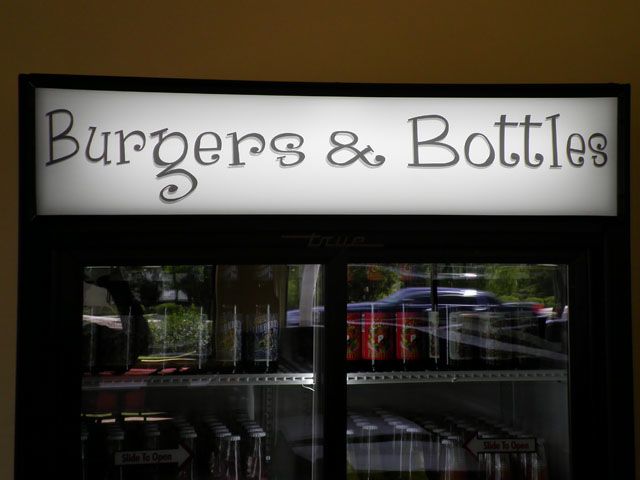 Burgers & Bottles
true
Slide To Open
Slide To Open